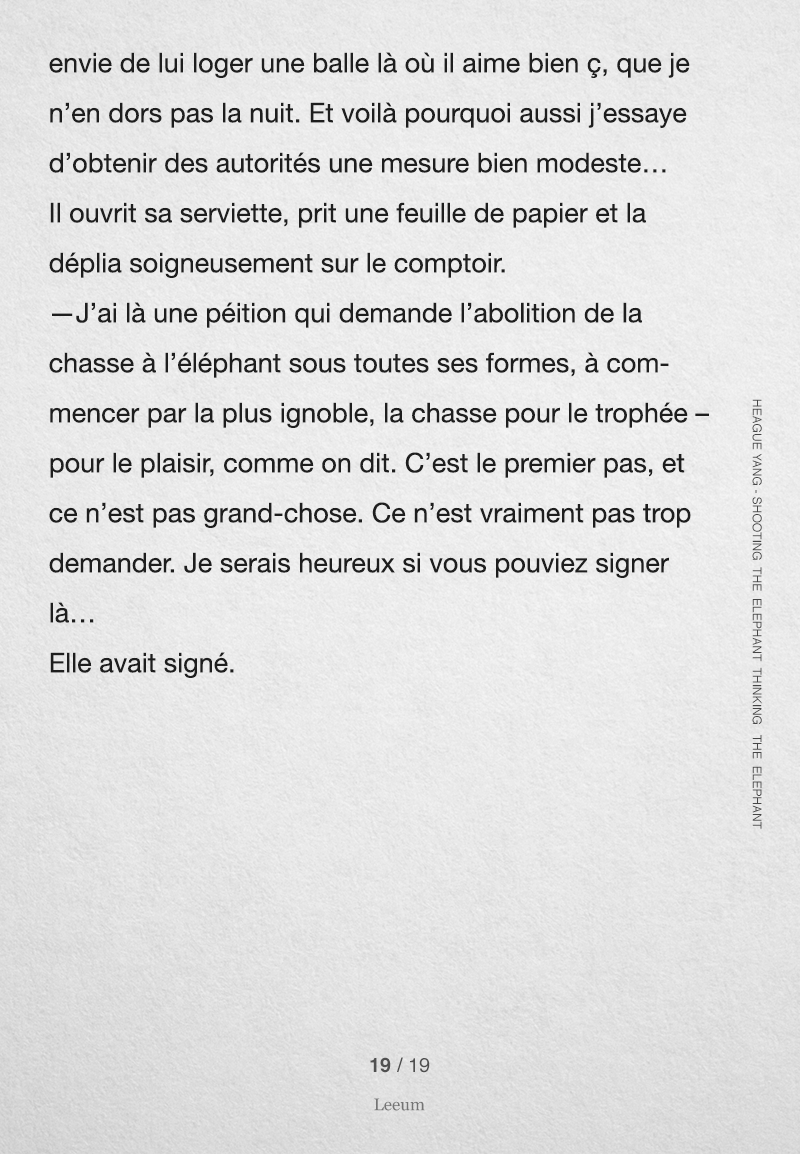 envie de lui loger une balle là où il aime bien ç, que je
n’en dors pas la nuit. Et voilà pourquoi aussi j’essaye
d’obtenir des autorités une mesure bien modeste…
Il ouvrit sa serviette, prit une feuille de papier et la
déplia soigneusement sur le comptoir.
—J’ai là une péition qui demande l’abolition de la
chasse à l’éléphant sous toutes ses formes, à com-
mencer par la plus ignoble, la chasse pour le trophée –
pour le plaisir, comme on dit. C’est le premier pas, et
ce n’est pas grand-chose. Ce n’est vraiment pas trop
demander. Je serais heureux si vous pouviez signer
là…
Elle avait signé.
HEAGUE YANG - SHOOTING THE ELEPHANT THINKING THE ELEPHANT
19 / 19
Leeum